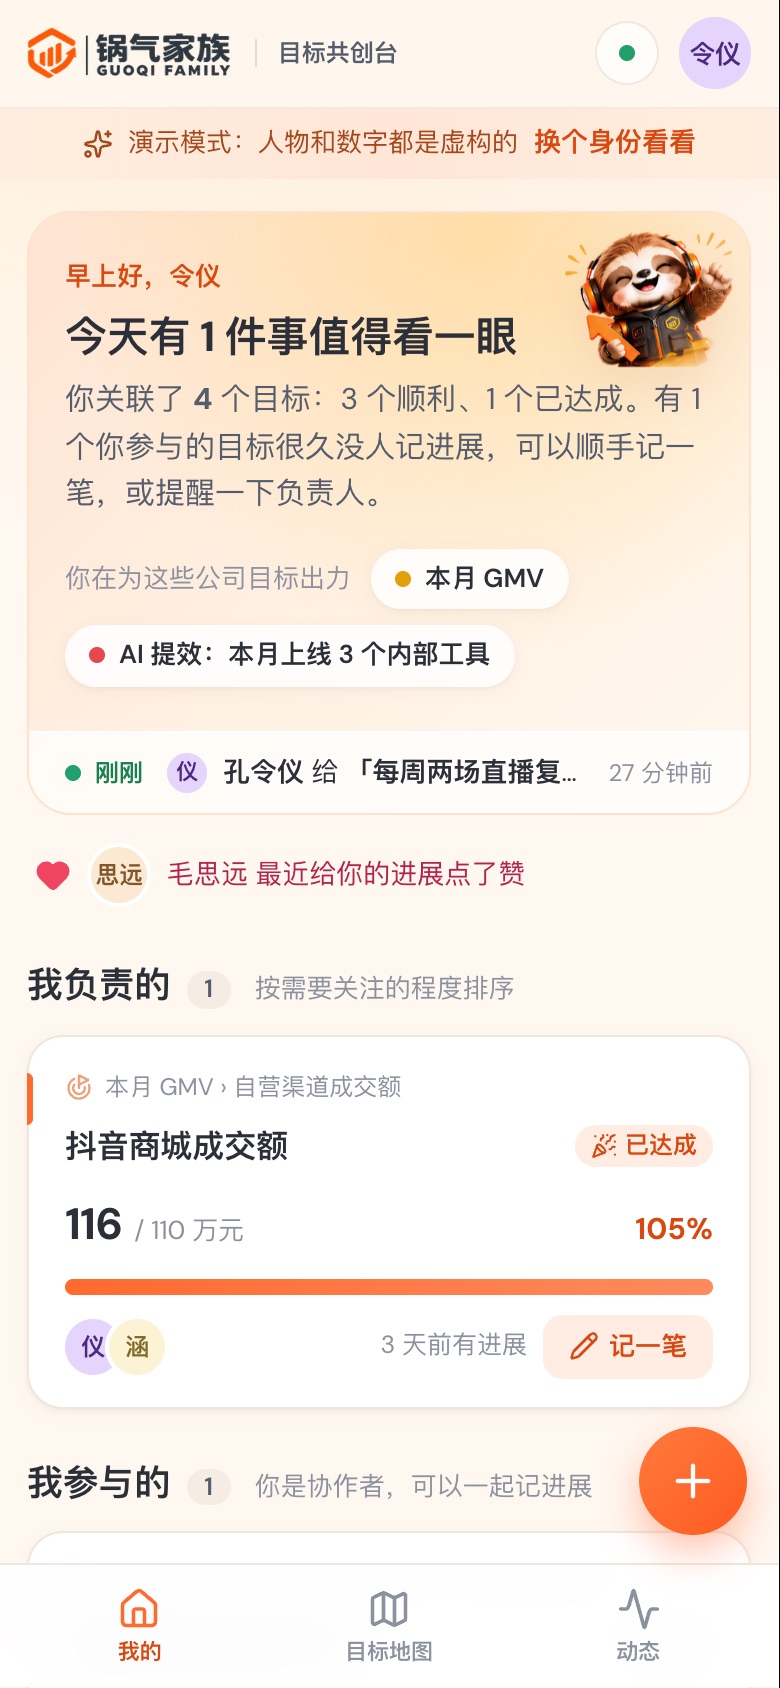 锅气家族
GUOQI FAMILY
目标共创台
令仪
演示模式：人物和数字都是虚构的 换个身份看看
早上好，令仪
今天有 1 件事值得看一眼
你关联了 4 个目标：3 个顺利、1 个已达成。有 1
个你参与的目标很久没人记进展，可以顺手记一
笔，或提醒一下负责人。
你在为这些公司目标出力 本月 GMV
AI 提效：本月上线 3 个内部工具
刚刚 仪 孔令仪 给 「每周两场直播复... 27 分钟前
思远 毛思远 最近给你的进展点了赞
我负责的 1 按需要关注的程度排序
本月 GMV › 自营渠道成交额
抖音商城成交额 已达成
116 / 110 万元 105%
仪 涵 3 天前有进展 记一笔
我参与的 1 你是协作者，可以一起记进展
我的 目标地图 动态